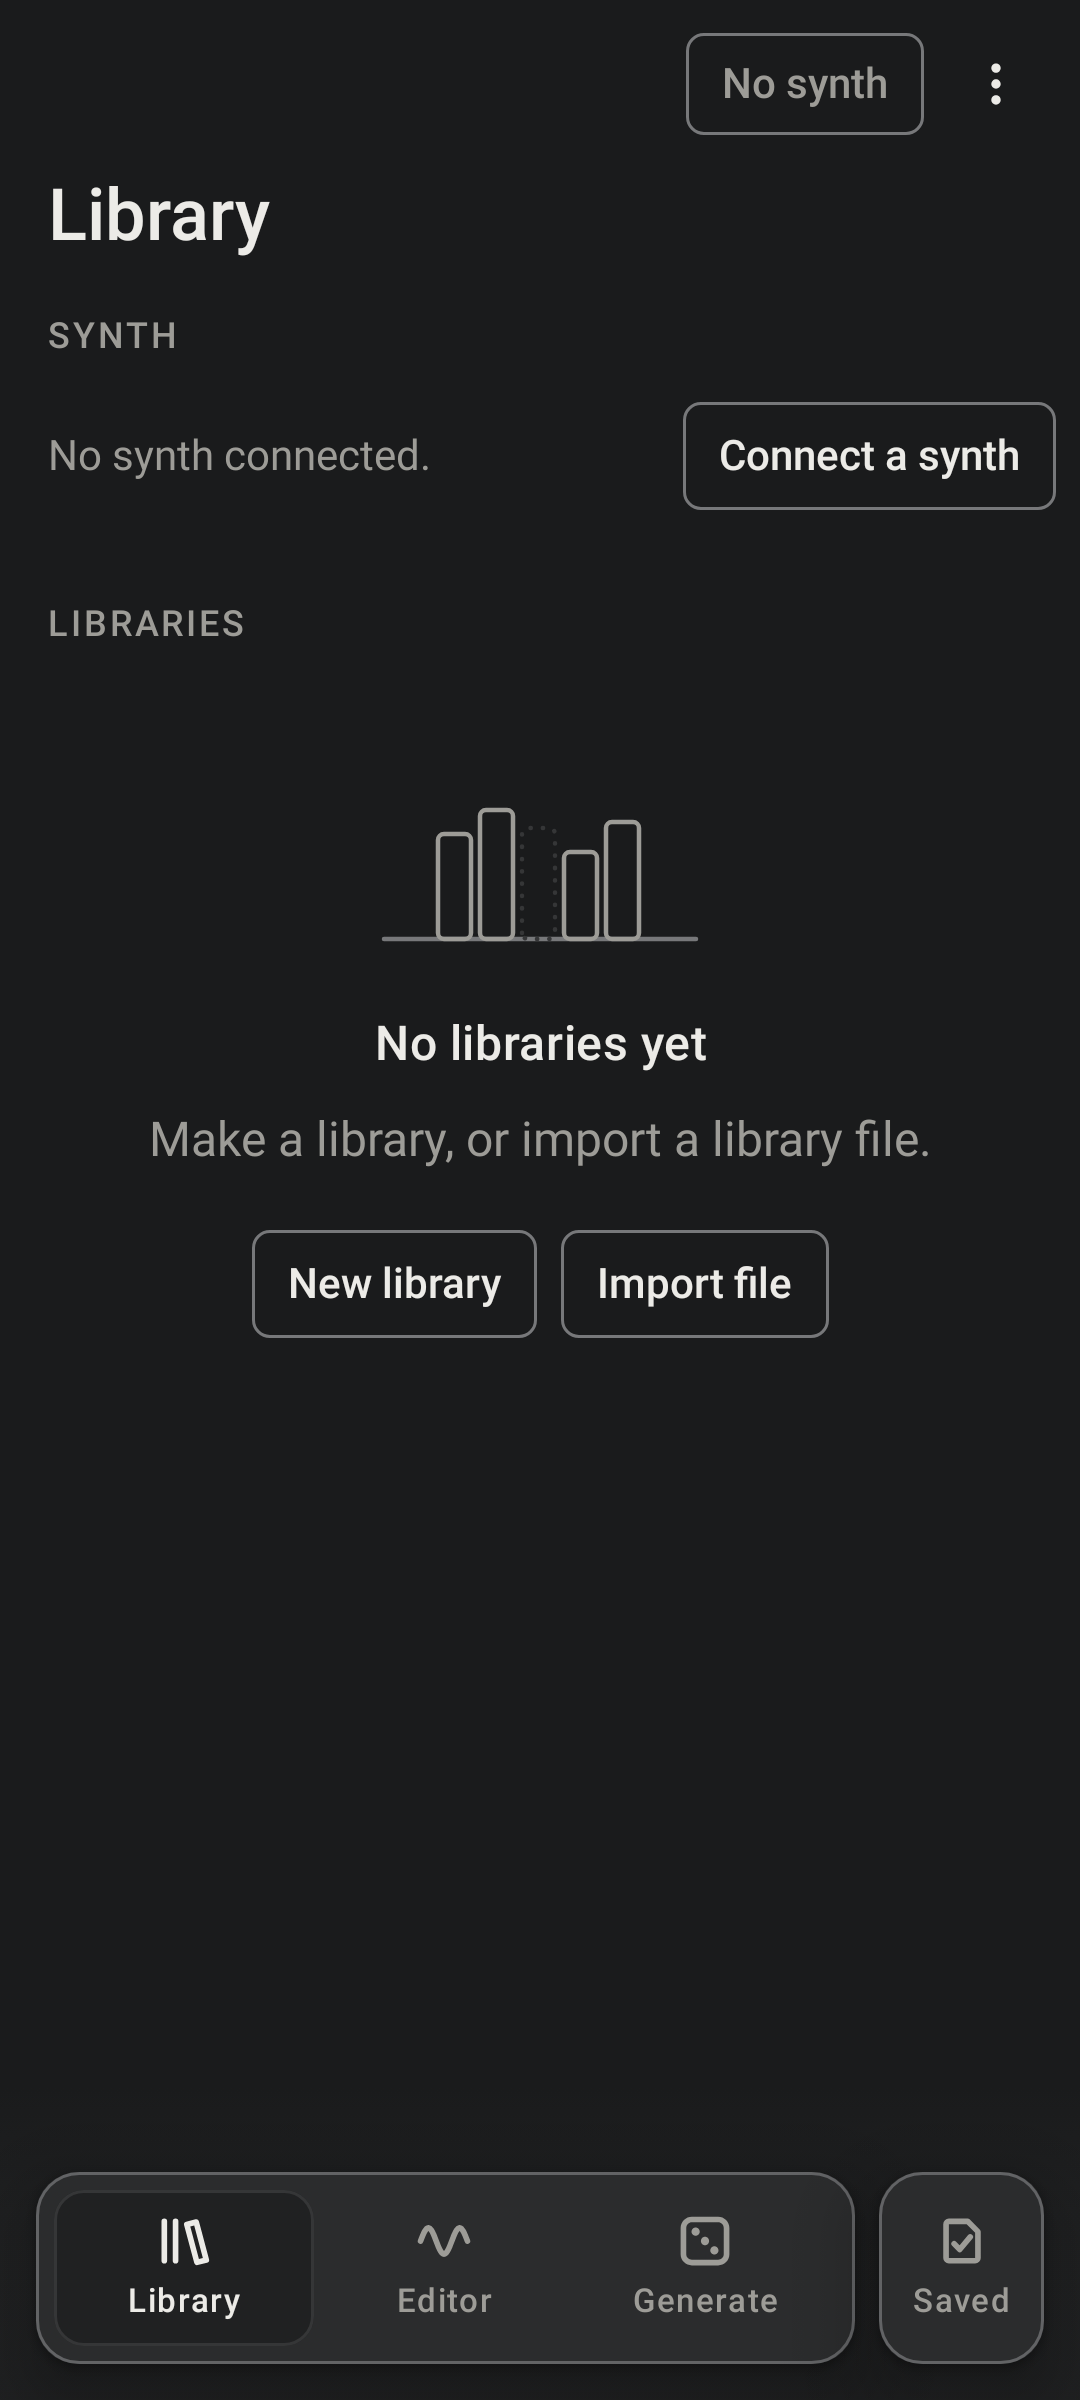 No synth
Library
SYNTH
No synth connected.
Connect a synth
LIBRARIES
No libraries yet
Make a library, or import a library file.
New library
Import file
Library
Editor
Generate
Saved